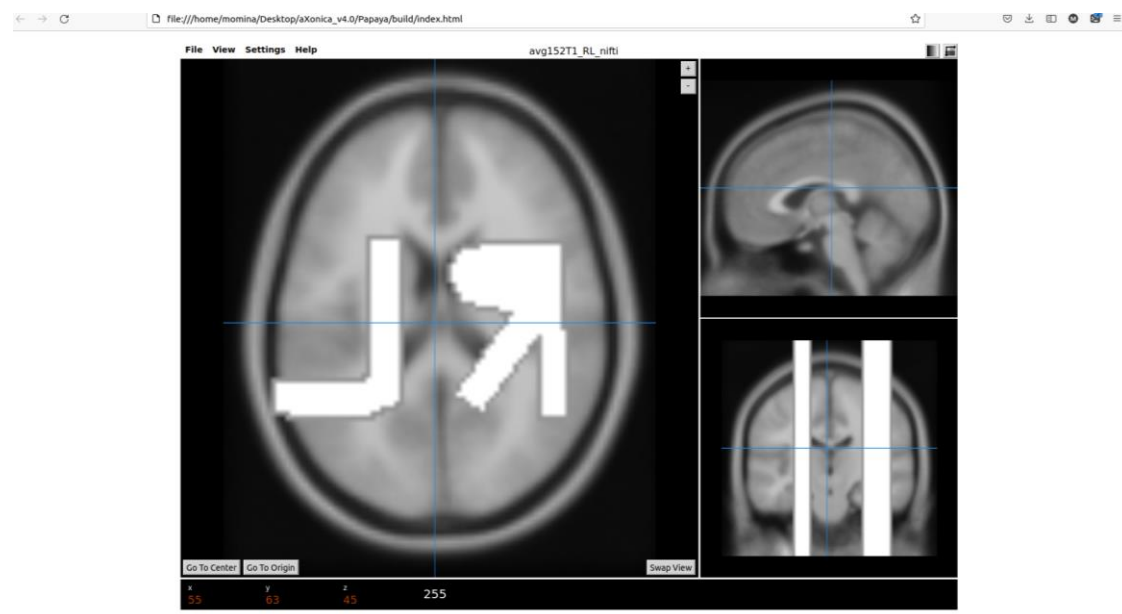 file:///home/momina/Desktop/aXonica_v4.0/Papaya/build/index.html
File View Settings Help avg152T1_RL_nifti
+
-
Go To Center Go To Origin Swap View
x y z
55 63 45 255